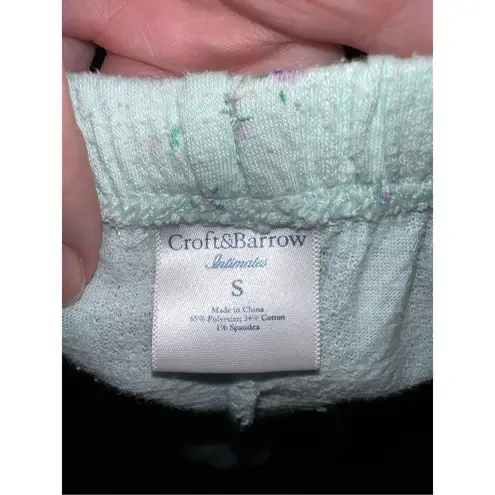 Croft&Barrow
Intimates
S
Made in China
65% Polyester; 34% Cotton
1% Spandex